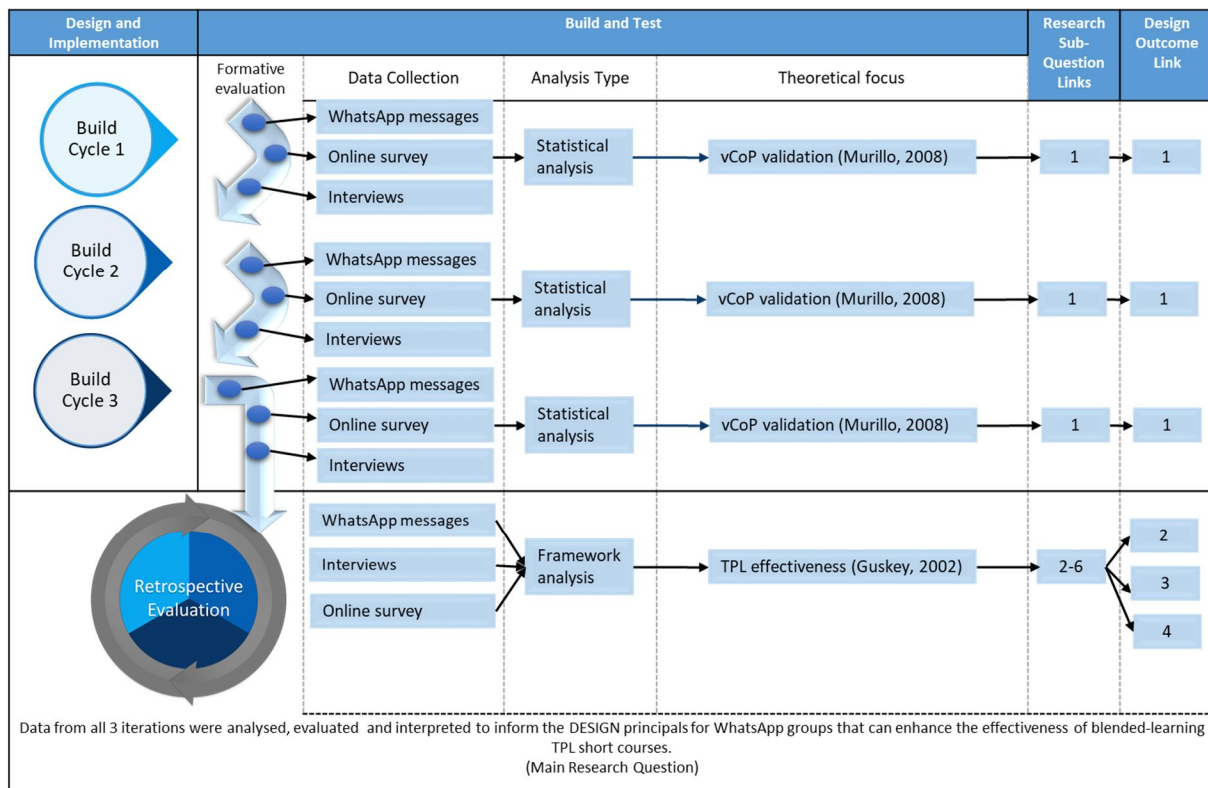 Design and
Implementation
Build and Test
Research
Sub-
Question
Links
Design
Outcome
Link
Formative
evaluation
Data Collection
Analysis Type
Theoretical focus
Build
Cycle 1
WhatsApp messages
Online survey
Interviews
Statistical
analysis
vCoP validation (Murillo, 2008)
1
1
Build
Cycle 2
WhatsApp messages
Online survey
Interviews
Statistical
analysis
vCoP validation (Murillo, 2008)
1
1
Build
Cycle 3
WhatsApp messages
Online survey
Interviews
Statistical
analysis
vCoP validation (Murillo, 2008)
1
1
Retrospective
Evaluation
WhatsApp messages
Interviews
Online survey
Framework
analysis
TPL effectiveness (Guskey, 2002)
2-6
2
3
4
Data from all 3 iterations were analysed, evaluated and interpreted to inform the DESIGN principals for WhatsApp groups that can enhance the effectiveness of blended-learning
TPL short courses.
(Main Research Question)